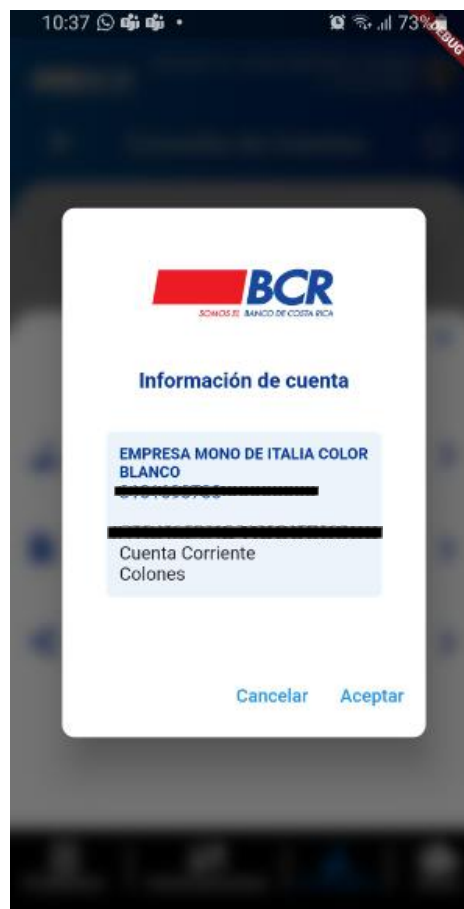 10:37
73%
DEBUG
BCR
SOMOS EL BANCO DE COSTA RICA
Información de cuenta
EMPRESA MONO DE ITALIA COLOR
BLANCO
Cuenta Corriente
Colones
Cancelar Aceptar